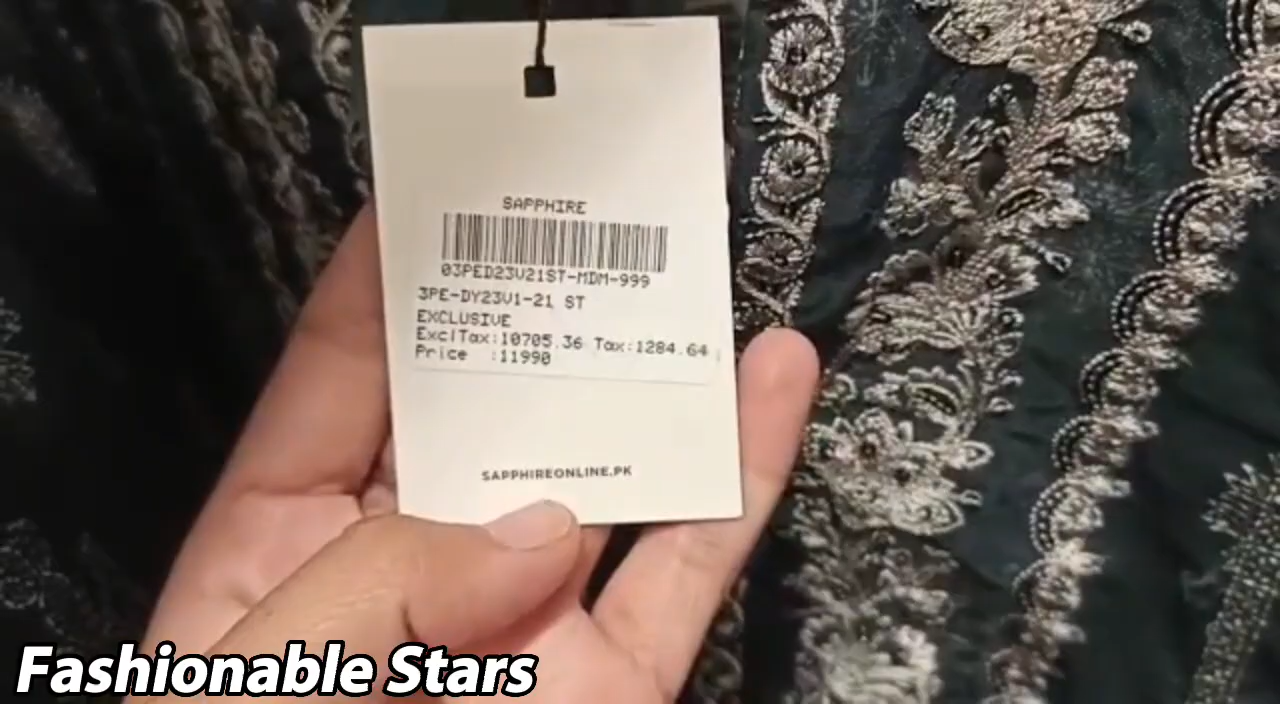 SAPPHIRE
03PED23V21ST-MDM-999
3PE-DY23V1-21 ST
EXCLUSIVE
ExclTax:10705.36 Tax:1284.64
Price :11990
SAPPHIREONLINE.PK
Fashionable Stars